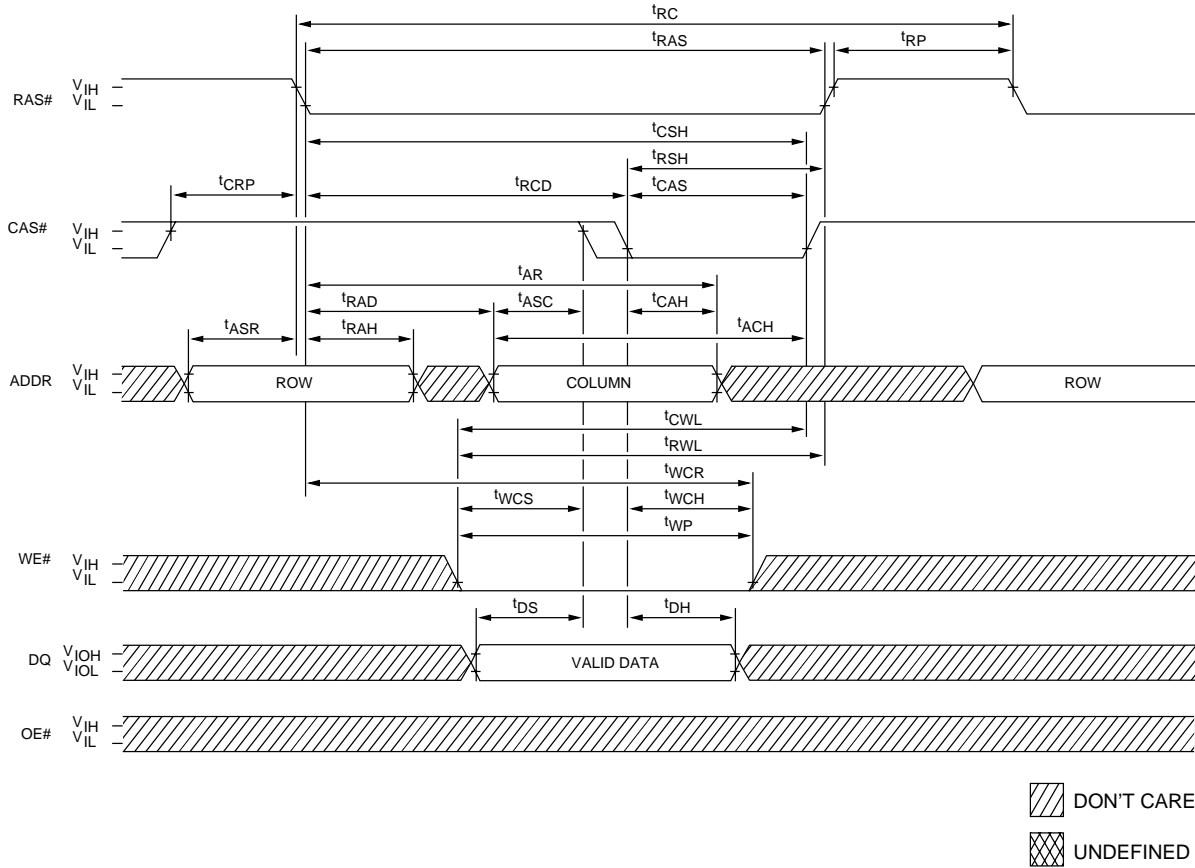 tRC
tRAS
tRP
RAS# VIH
VIL
tCSH
tRSH
tCRP
tRCD
tCAS
CAS# VIH
VIL
tAR
tRAD
tASC
tCAH
tACH
tASR
tRAH
ADDR VIH
VIL
ROW
COLUMN
ROW
tCWL
tRWL
tWCR
tWCS
tWCH
tWP
WE# VIH
VIL
tDS
tDH
DQ VIOH
VIOL
VALID DATA
OE# VIH
VIL
DON'T CARE
UNDEFINED